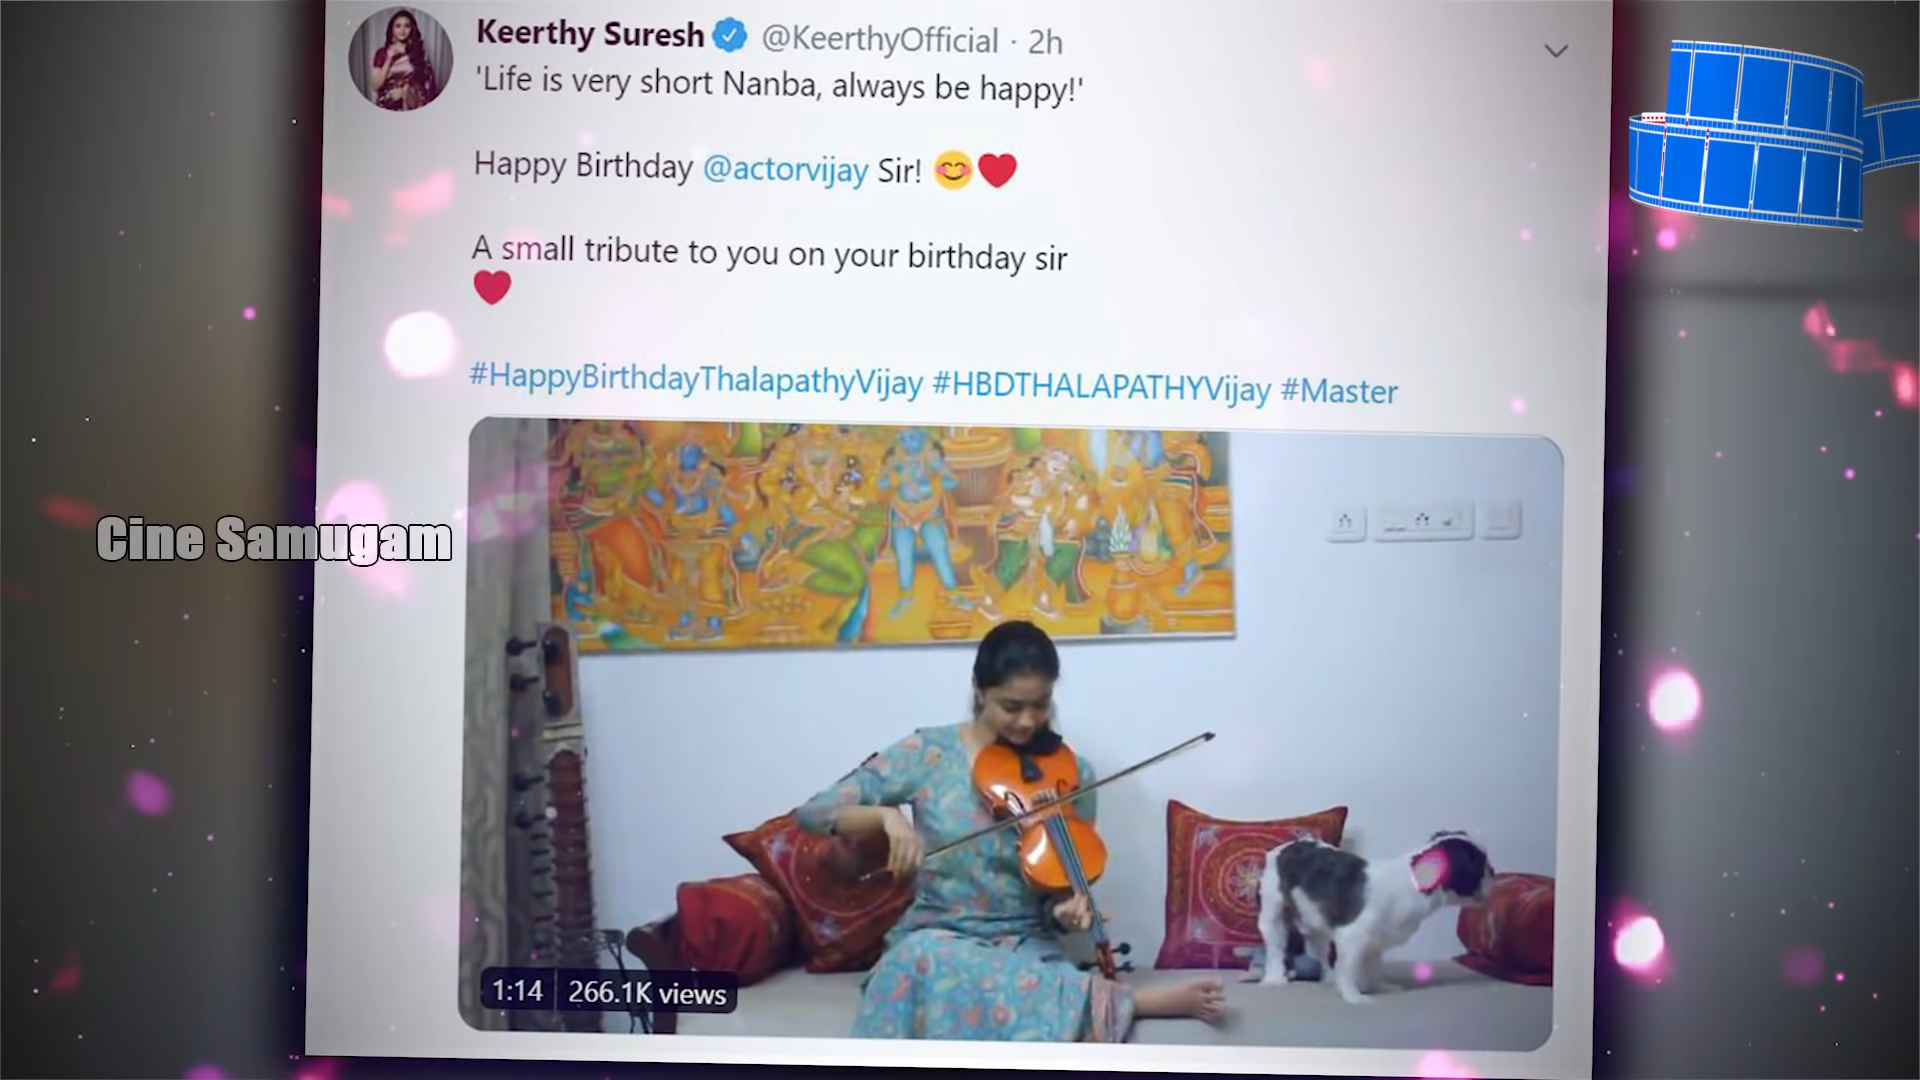 Keerthy Suresh @KeerthyOfficial · 2h
'Life is very short Nanba, always be happy!'
Happy Birthday @actorvijay Sir! 😊❤
A small tribute to you on your birthday sir
❤
#HappyBirthdayThalapathyVijay #HBDTHALAPATHYVijay #Master
Cine Samugam
1:14 266.1K views